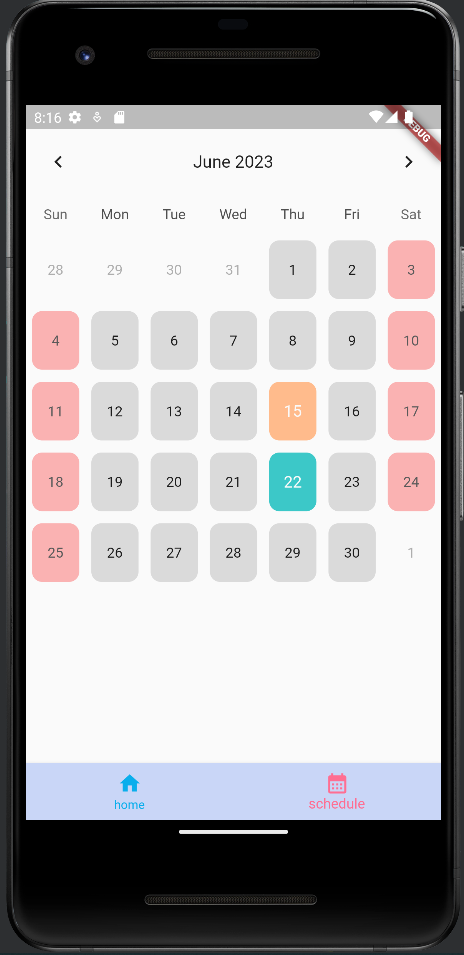 8:16
DEBUG
June 2023
Sun Mon Tue Wed Thu Fri Sat
28 29 30 31 1 2 3
4 5 6 7 8 9 10
11 12 13 14 15 16 17
18 19 20 21 22 23 24
25 26 27 28 29 30 1
home schedule